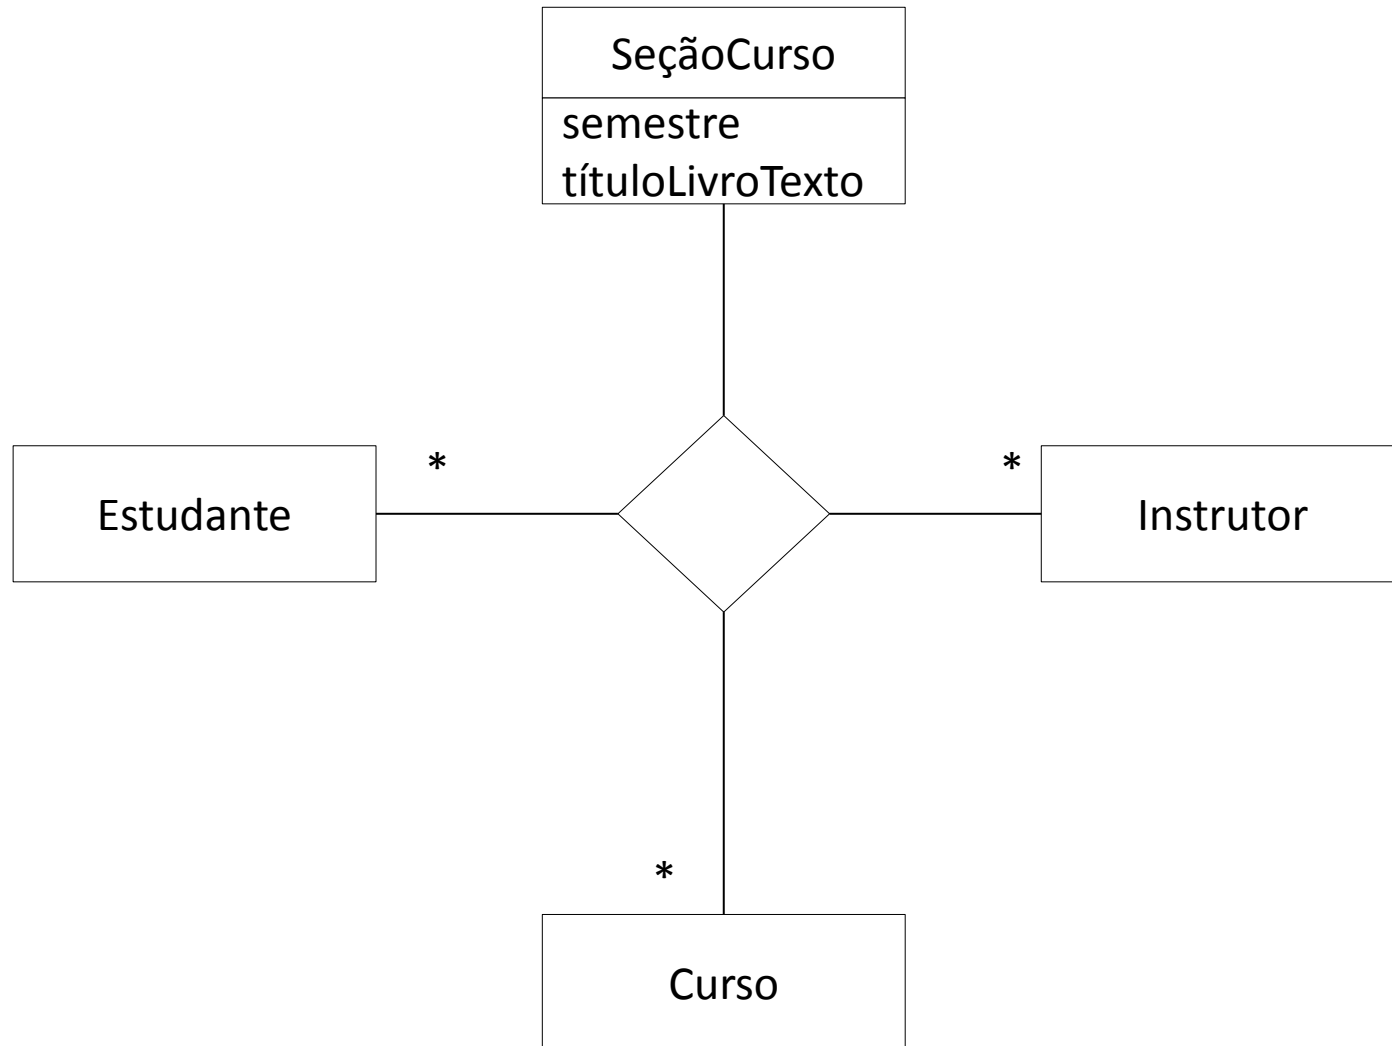 SeçãoCurso
semestre
títuloLivroTexto
*
*
Estudante
Instrutor
*
Curso